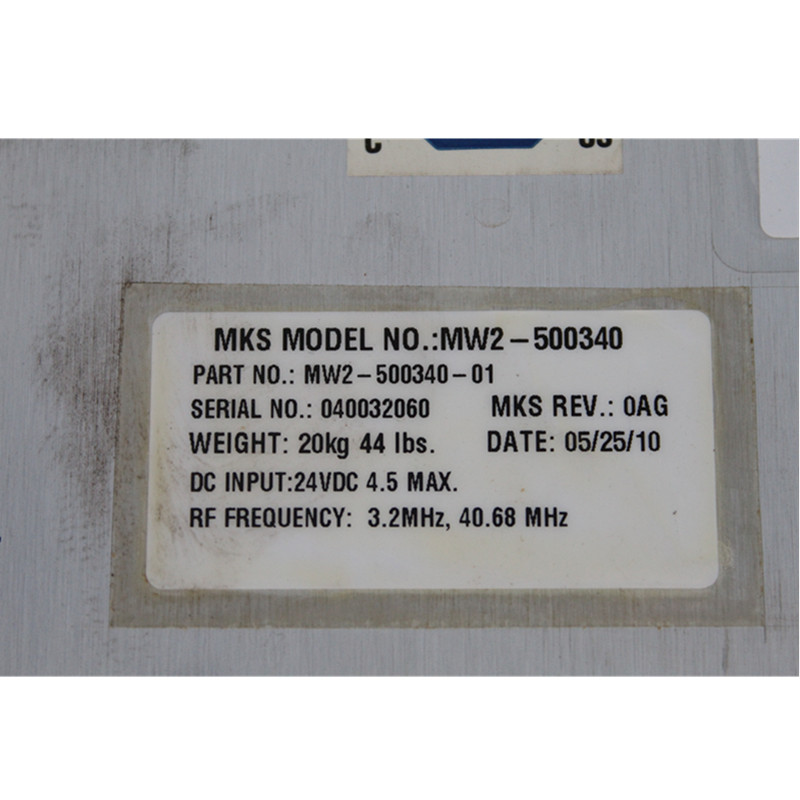 MKS MODEL NO.:MW2-500340
PART NO.: MW2-500340-01
SERIAL NO.: 040032060 MKS REV.: 0AG
WEIGHT: 20kg 44 lbs. DATE: 05/25/10
DC INPUT:24VDC 4.5 MAX.
RF FREQUENCY: 3.2MHz, 40.68 MHz